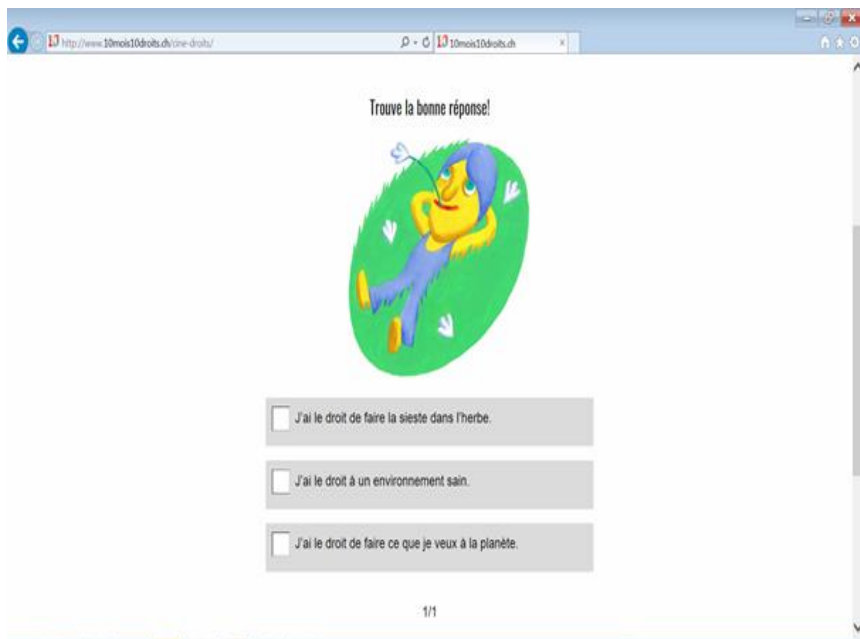 http://www.10mois10droits.ch/cine-droits/
10mois10droits.ch
Trouve la bonne réponse!
J'ai le droit de faire la sieste dans l'herbe.
J'ai le droit à un environnement sain.
J'ai le droit de faire ce que je veux à la planète.
1/1